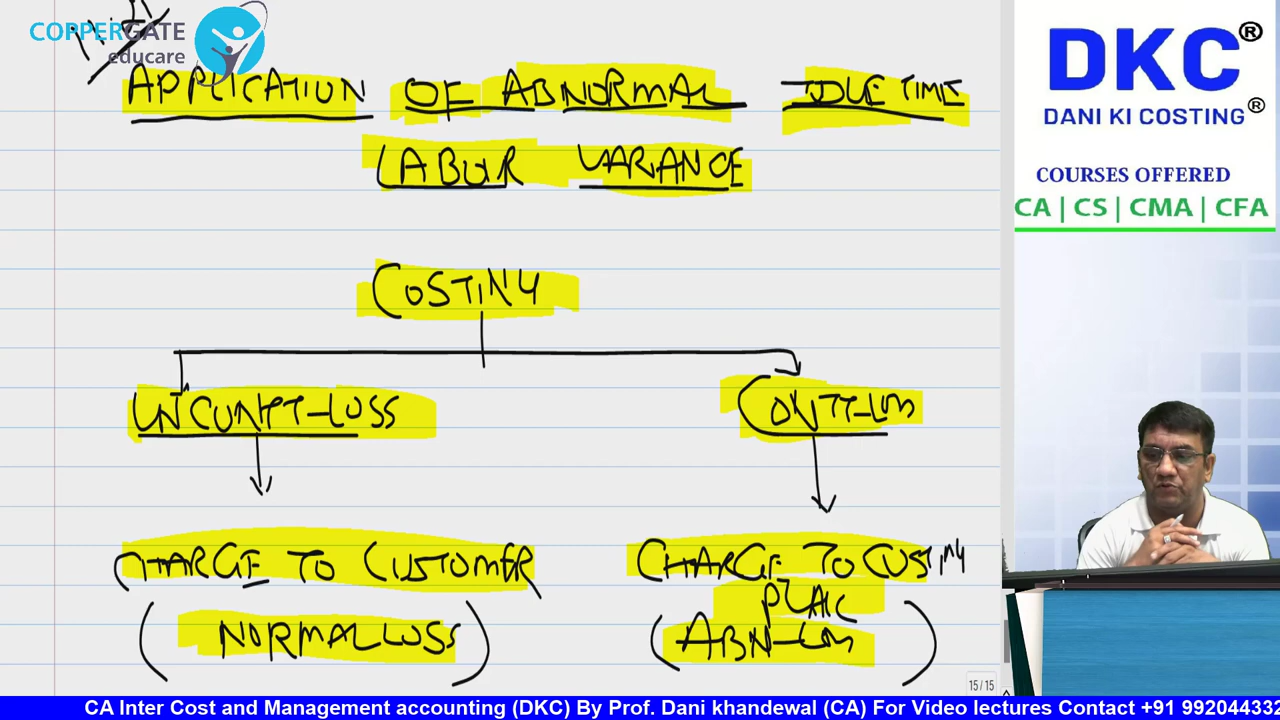 COPPERGATE
educare
APPLICATION OF ABNORMAL IDLE TIME
LABOUR VARIANCE
COSTING
UNCONTT-LOSS
CONTT-LOSS
CHARGE TO CUSTOMER
(NORMAL LOSS)
CHARGE TO COSTING
P/L A/C
(ABN-LOSS)
15 / 15
DKC®
DANI KI COSTING®
COURSES OFFERED
CA | CS | CMA | CFA
CA Inter Cost and Management accounting (DKC) By Prof. Dani khandewal (CA) For Video lectures Contact +91 992044332